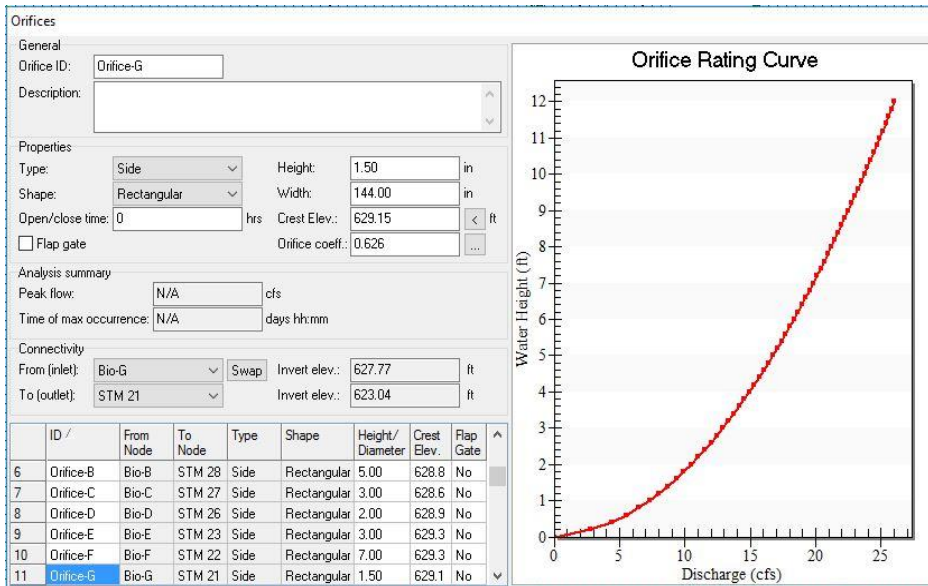 Orifices
General
Orifice ID: Orifice-G
Description:
Properties
Type: Side Height: 1.50 in
Shape: Rectangular Width: 144.00 in
Open/close time: 0 hrs Crest Elev.: 629.15 < ft
Flap gate Orifice coeff.: 0.626 ...
Analysis summary
Peak flow: N/A cfs
Time of max occurrence: N/A days hh:mm
Connectivity
From (inlet): Bio-G Swap Invert elev.: 627.77 ft
To (outlet): STM 21 Invert elev.: 623.04 ft
ID / From Node To Node Type Shape Height/ Diameter Crest Elev. Flap Gate
6 Orifice-B Bio-B STM 28 Side Rectangular 5.00 628.8 No
7 Orifice-C Bio-C STM 27 Side Rectangular 3.00 628.6 No
8 Orifice-D Bio-D STM 26 Side Rectangular 2.00 628.9 No
9 Orifice-E Bio-E STM 23 Side Rectangular 3.00 629.3 No
10 Orifice-F Bio-F STM 22 Side Rectangular 7.00 629.3 No
11 Orifice-G Bio-G STM 21 Side Rectangular 1.50 629.1 No
Orifice Rating Curve
Water Height (ft)
12
11
10
9
8
7
6
5
4
3
2
1
0
0 5 10 15 20 25
Discharge (cfs)